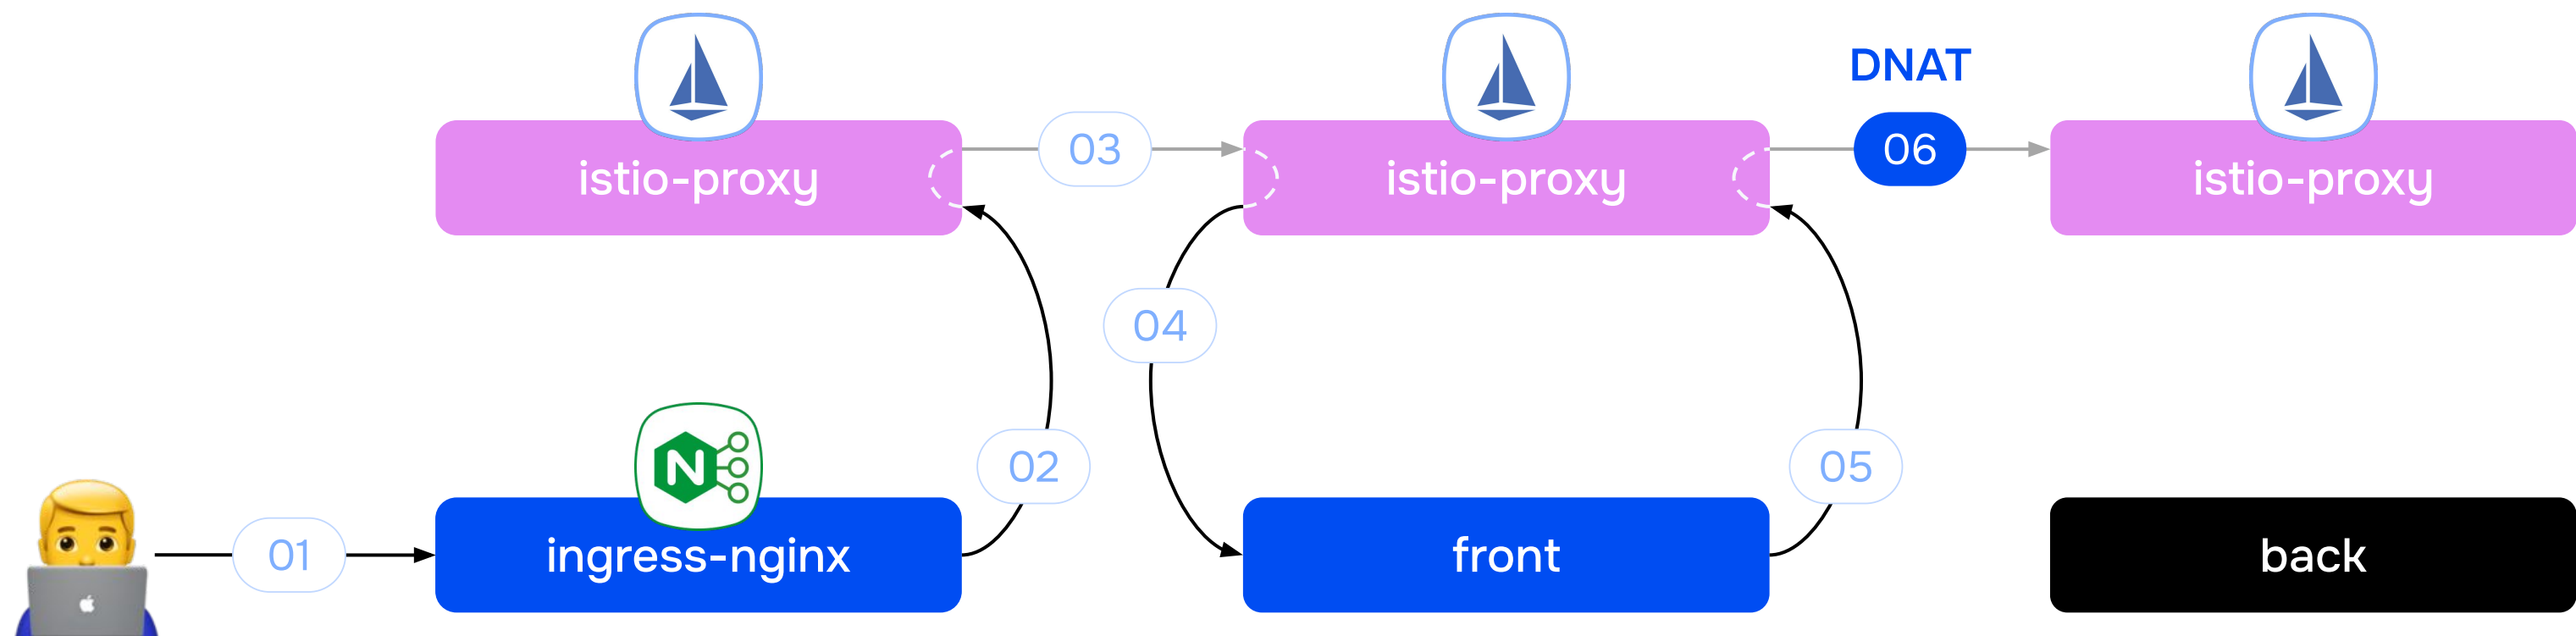 DNAT
istio-proxy
03
istio-proxy
06
istio-proxy
04
02
05
01
N
ingress-nginx
front
back